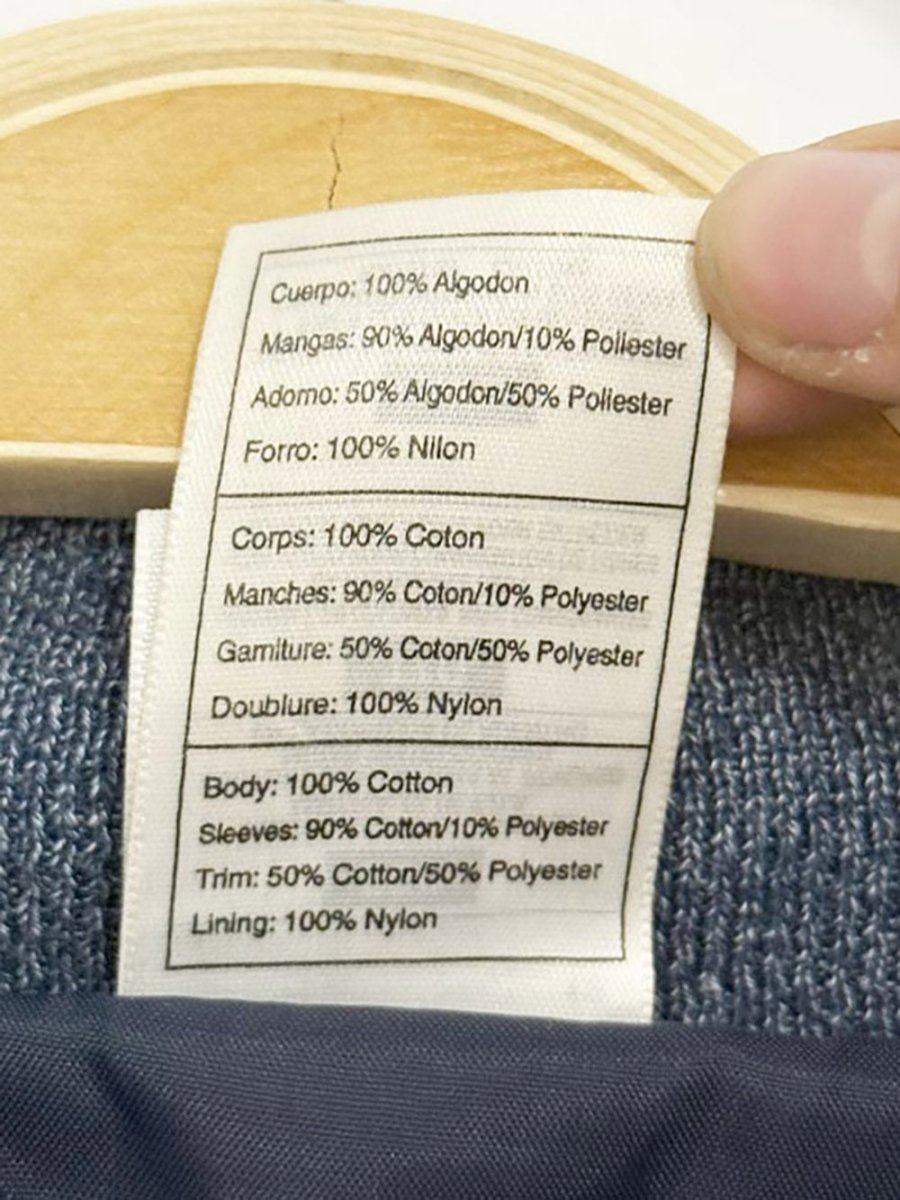 Cuerpo: 100% Algodon
Mangas: 90% Algodon/10% Poliester
Adorno: 50% Algodon/50% Poliester
Forro: 100% Nilon
Corps: 100% Coton
Manches: 90% Coton/10% Polyester
Garniture: 50% Coton/50% Polyester
Doublure: 100% Nylon
Body: 100% Cotton
Sleeves: 90% Cotton/10% Polyester
Trim: 50% Cotton/50% Polyester
Lining: 100% Nylon